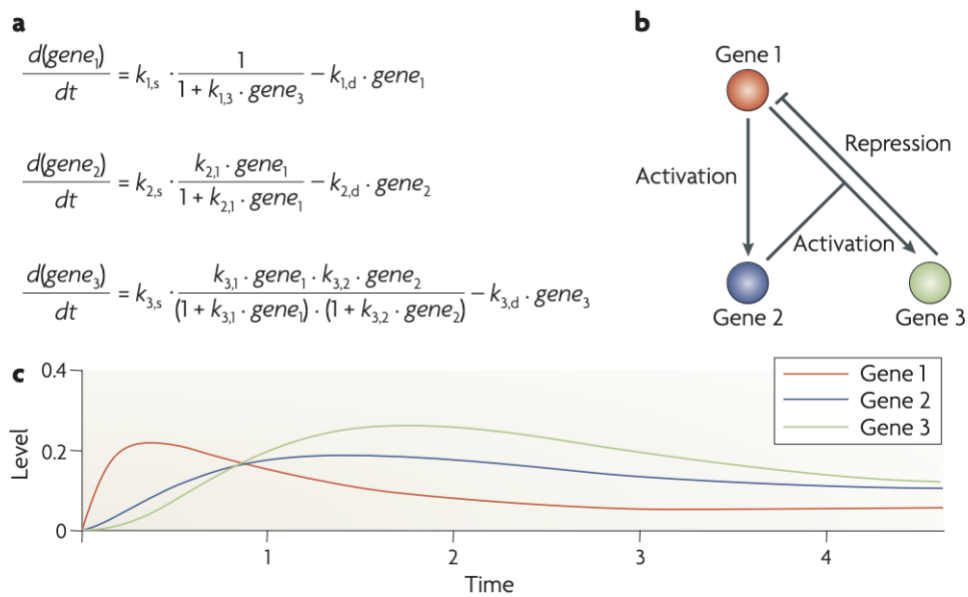 a
d(gene₁)/dt = k₁,s · 1/(1 + k₁,₃ · gene₃) − k₁,d · gene₁
d(gene₂)/dt = k₂,s · k₂,₁ · gene₁/(1 + k₂,₁ · gene₁) − k₂,d · gene₂
d(gene₃)/dt = k₃,s · k₃,₁ · gene₁ · k₃,₂ · gene₂/((1 + k₃,₁ · gene₁) · (1 + k₃,₂ · gene₂)) − k₃,d · gene₃
b
Gene 1
Repression
Activation
Activation
Gene 2
Gene 3
c
0.4
0.2
0
Level
Gene 1
Gene 2
Gene 3
1 2 3 4
Time